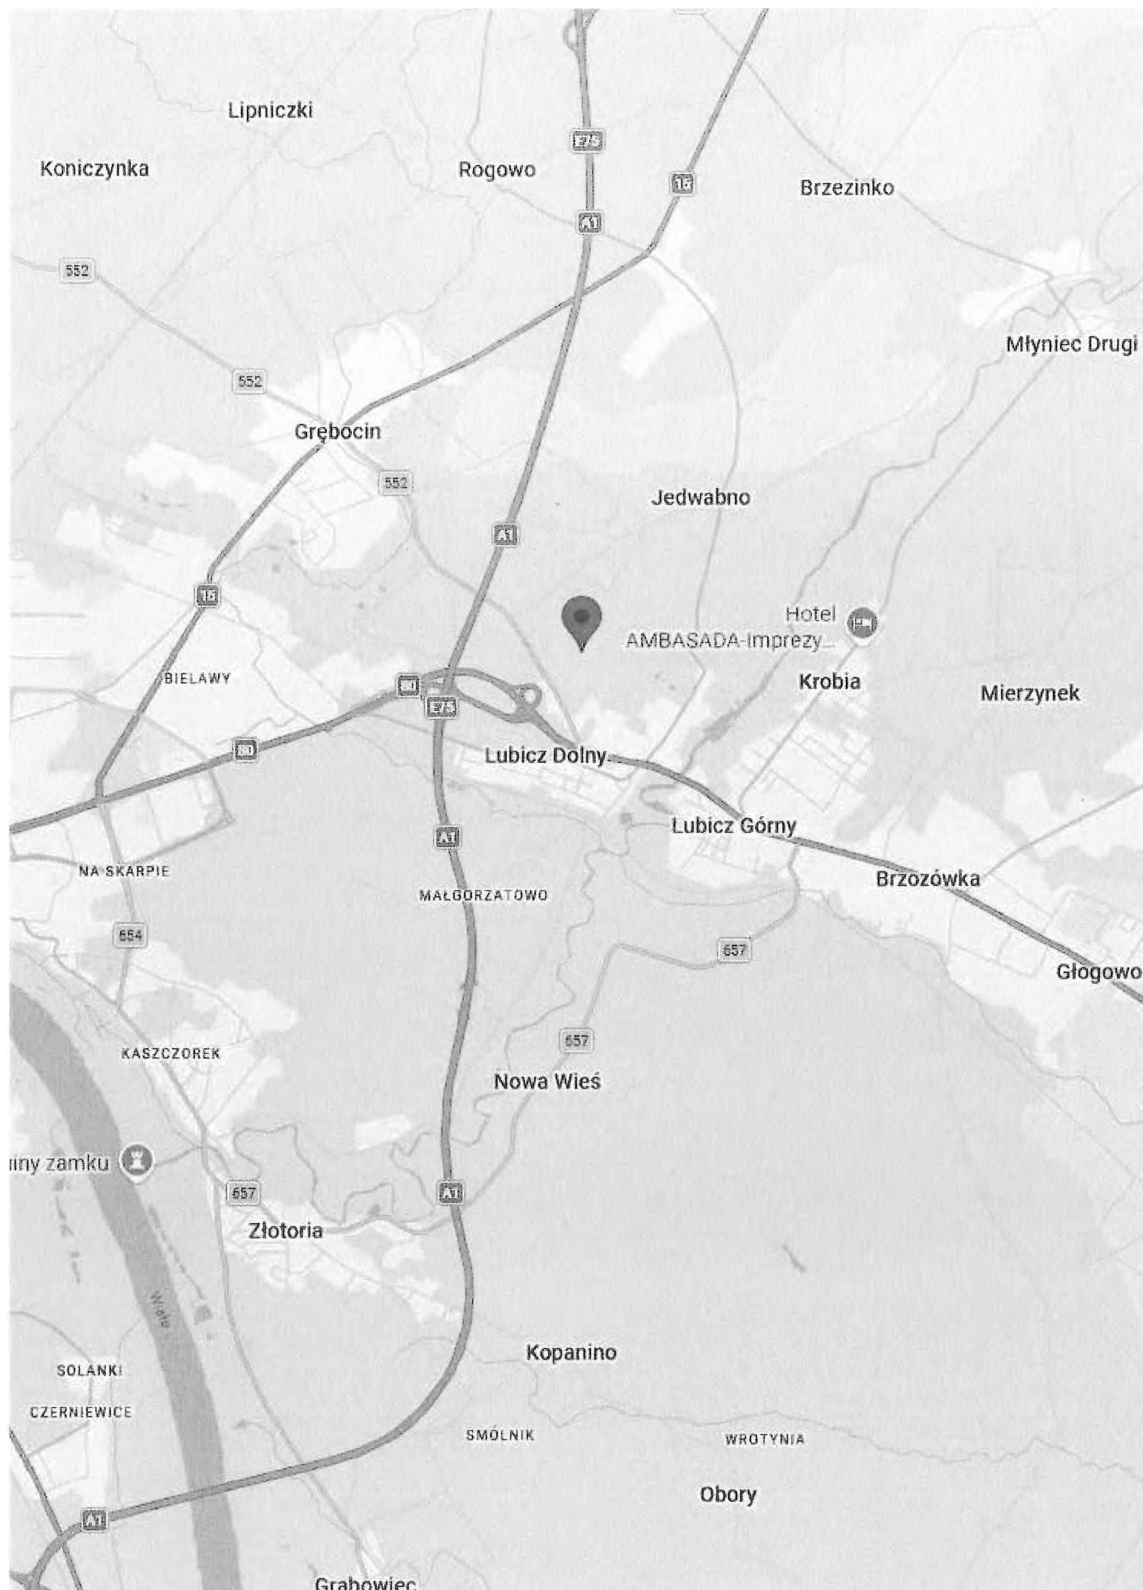 Lipniczki
E75
Koniczynka
Rogowo
15
Brzezinko
A1
552
Młyniec Drugi
552
Grębocin
552
Jedwabno
A1
15
Hotel
AMBASADA-Imprezy...
BIELAWY
Krobia
80
Mierzynek
E75
80
Lubicz Dolny
Lubicz Górny
A1
NA SKARPIE
Brzozówka
MAŁGORZATOWO
654
657
Głogowo
657
KASZCZOREK
Nowa Wieś
iny zamku
657
A1
Złotoria
Wisła
Kopanino
SOLANKI
CZERNIEWICE
SMÓLNIK
WROTYNIA
Obory
A1
Grabowiec